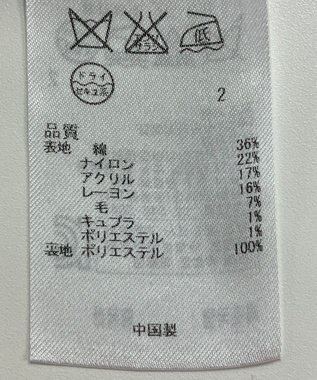 エンソサラシ
低
ドライ
セキユ系
2
品質
表地 綿 36%
ナイロン 22%
アクリル 17%
レーヨン 16%
毛 7%
キュプラ 1%
ポリエステル 1%
裏地 ポリエステル 100%
中国製